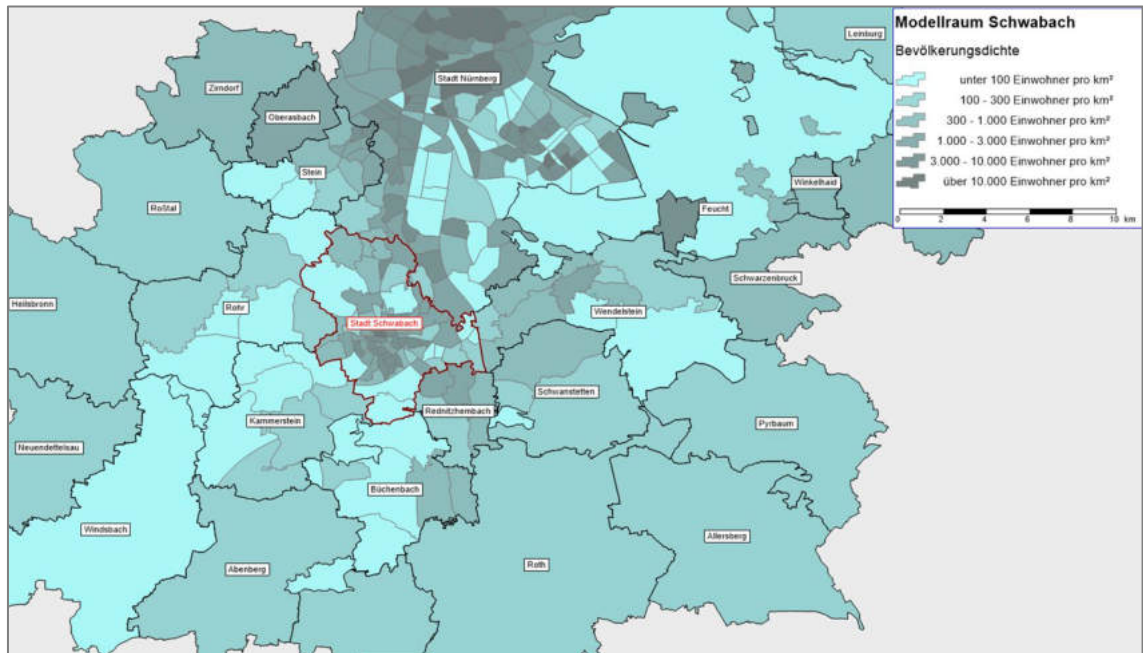 Modellraum Schwabach
Bevölkerungsdichte
unter 100 Einwohner pro km²
100 - 300 Einwohner pro km²
300 - 1.000 Einwohner pro km²
1.000 - 3.000 Einwohner pro km²
3.000 - 10.000 Einwohner pro km²
über 10.000 Einwohner pro km²
0 2 4 6 8 10
km
Leinburg
Stadt Nürnberg
Zirndorf
Oberasbach
Stein
Winkelhaid
Roßtal
Feucht
Schwarzenbruck
Heilsbronn
Rohr
Wendelstein
Stadt Schwabach
Schwanstetten
Rednitzhembach
Kammerstein
Pyrbaum
Neuendettelsau
Büchenbach
Windsbach
Allersberg
Roth
Abenberg